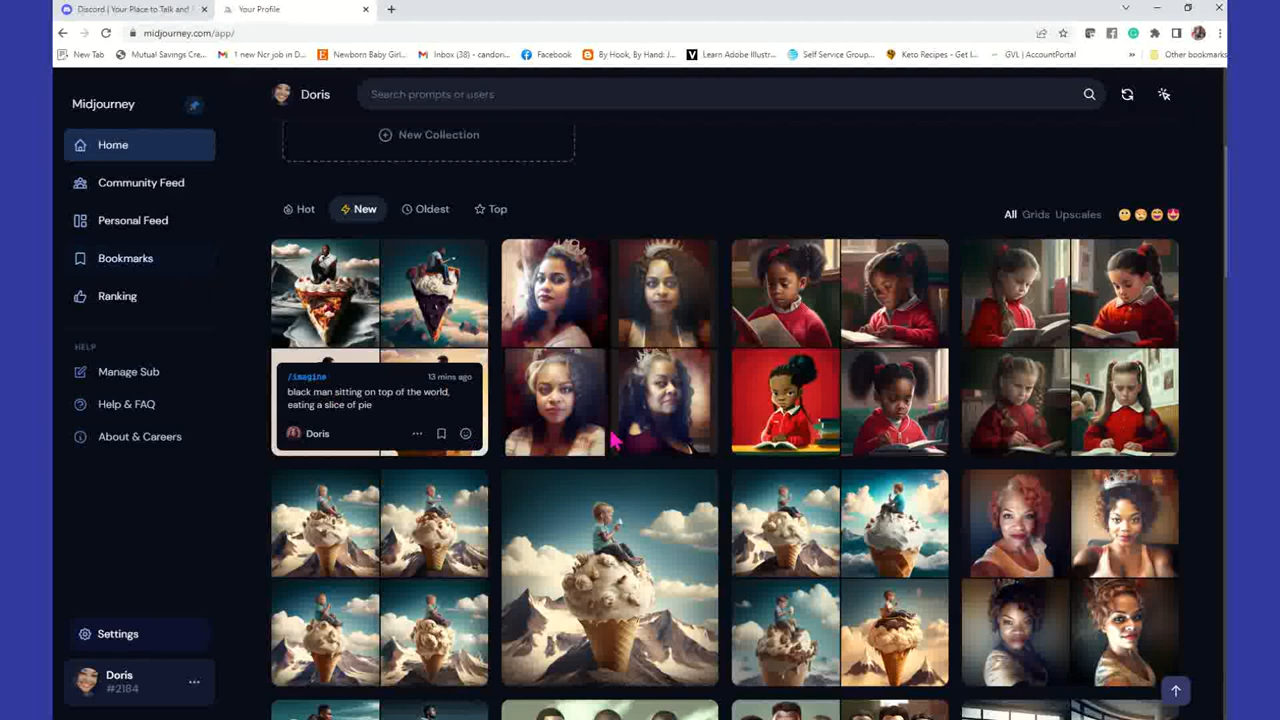 Discord | Your Place to Talk and
Your Profile
midjourney.com/app/
New Tab
Mutual Savings Cre...
1 new Ncr job in D...
Newborn Baby Girl...
Inbox (38) - candon...
Facebook
By Hook, By Hand: J...
Learn Adobe Illustr...
Self Service Group...
Keto Recipes - Get I...
GVL | AccountPortal
Other bookmarks
Midjourney
Doris
Search prompts or users
Home
New Collection
Community Feed
Hot
New
Oldest
Top
All Grids Upscales
Personal Feed
Bookmarks
Ranking
HELP
Manage Sub
Help & FAQ
About & Careers
/imagine
13 mins ago
black man sitting on top of the world,
eating a slice of pie
Doris
Settings
Doris
#2184